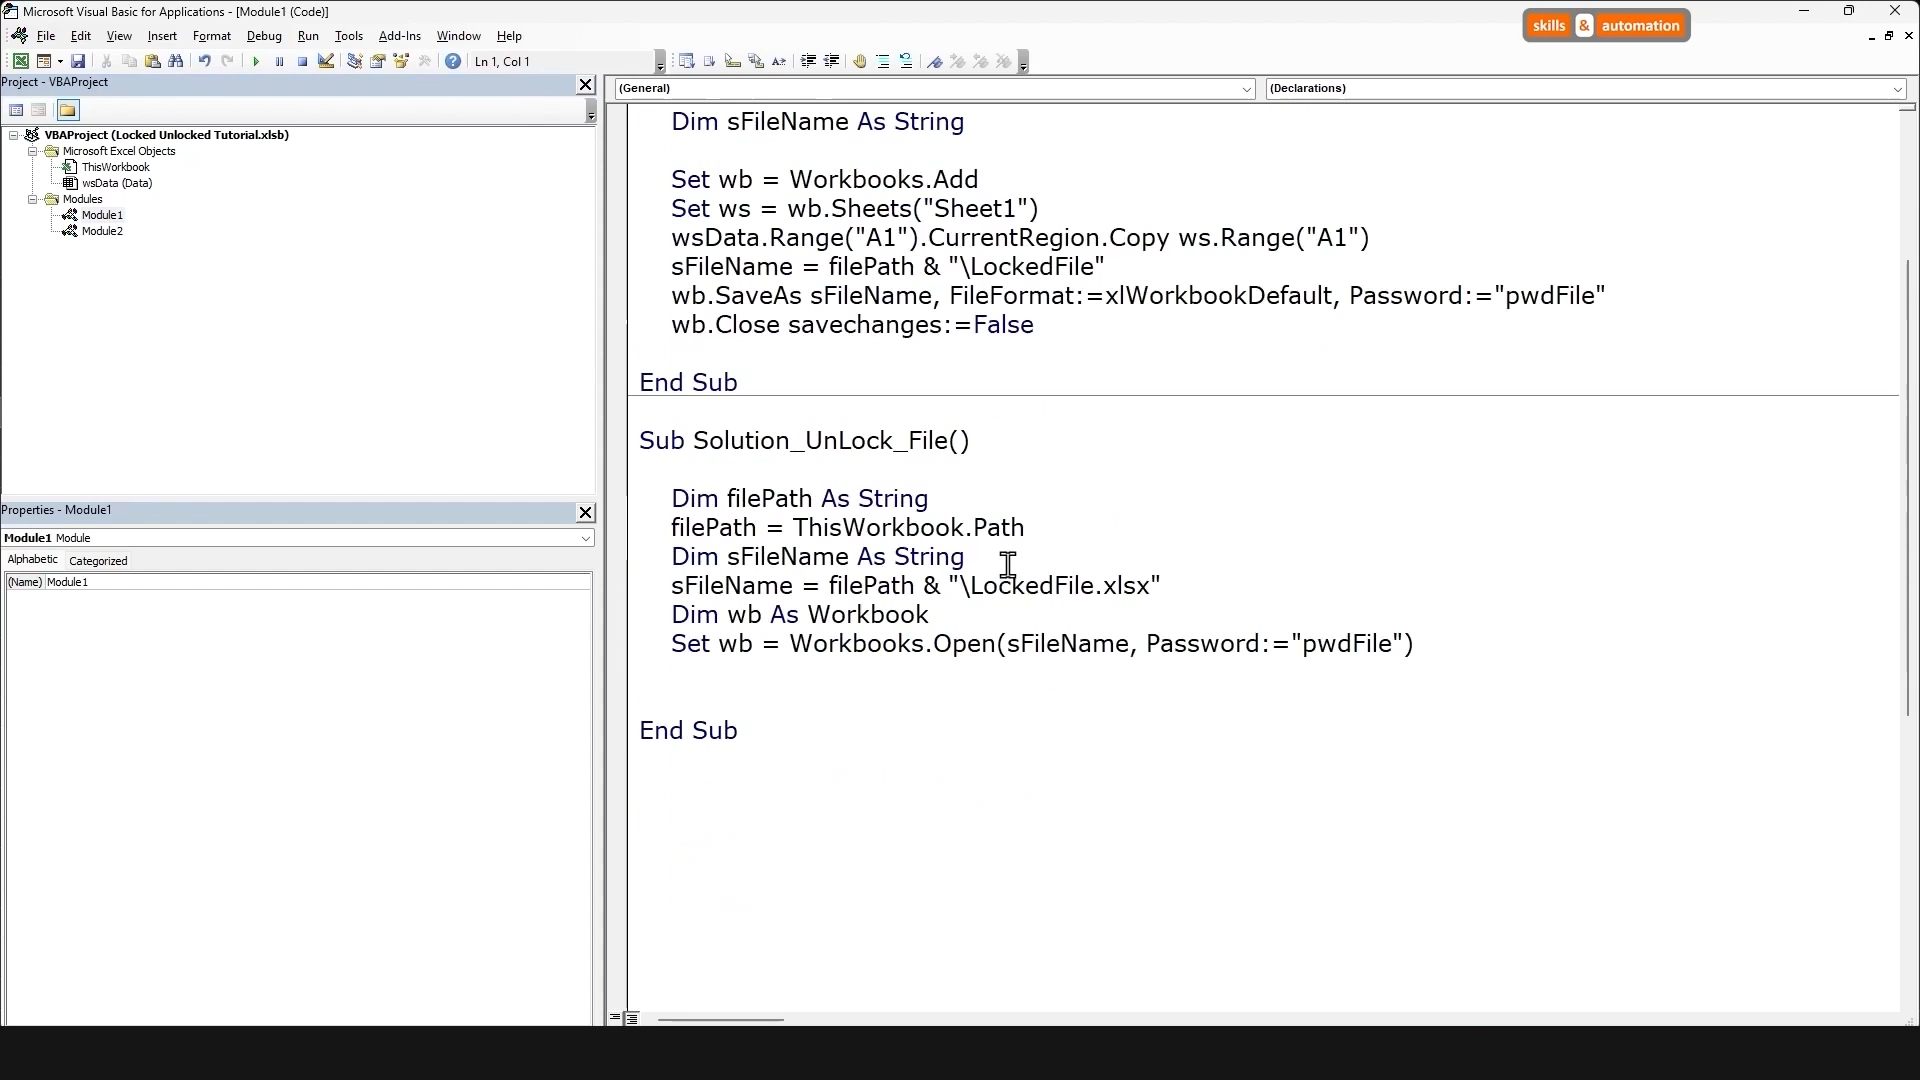 Microsoft Visual Basic for Applications - [Module1 (Code)]
skills & automation
File Edit View Insert Format Debug Run Tools Add-Ins Window Help
Ln 1, Col 1
Project - VBAProject
(General) (Declarations)
VBAProject (Locked Unlocked Tutorial.xlsb)
Microsoft Excel Objects
ThisWorkbook
wsData (Data)
Modules
Module1
Module2
Properties - Module1
Module1 Module
Alphabetic Categorized
(Name) Module1
Dim sFileName As String
Set wb = Workbooks.Add
Set ws = wb.Sheets("Sheet1")
wsData.Range("A1").CurrentRegion.Copy ws.Range("A1")
sFileName = filePath & "\LockedFile"
wb.SaveAs sFileName, FileFormat:=xlWorkbookDefault, Password:="pwdFile"
wb.Close savechanges:=False
End Sub
Sub Solution_UnLock_File()
Dim filePath As String
filePath = ThisWorkbook.Path
Dim sFileName As String
sFileName = filePath & "\LockedFile.xlsx"
Dim wb As Workbook
Set wb = Workbooks.Open(sFileName, Password:="pwdFile")
End Sub